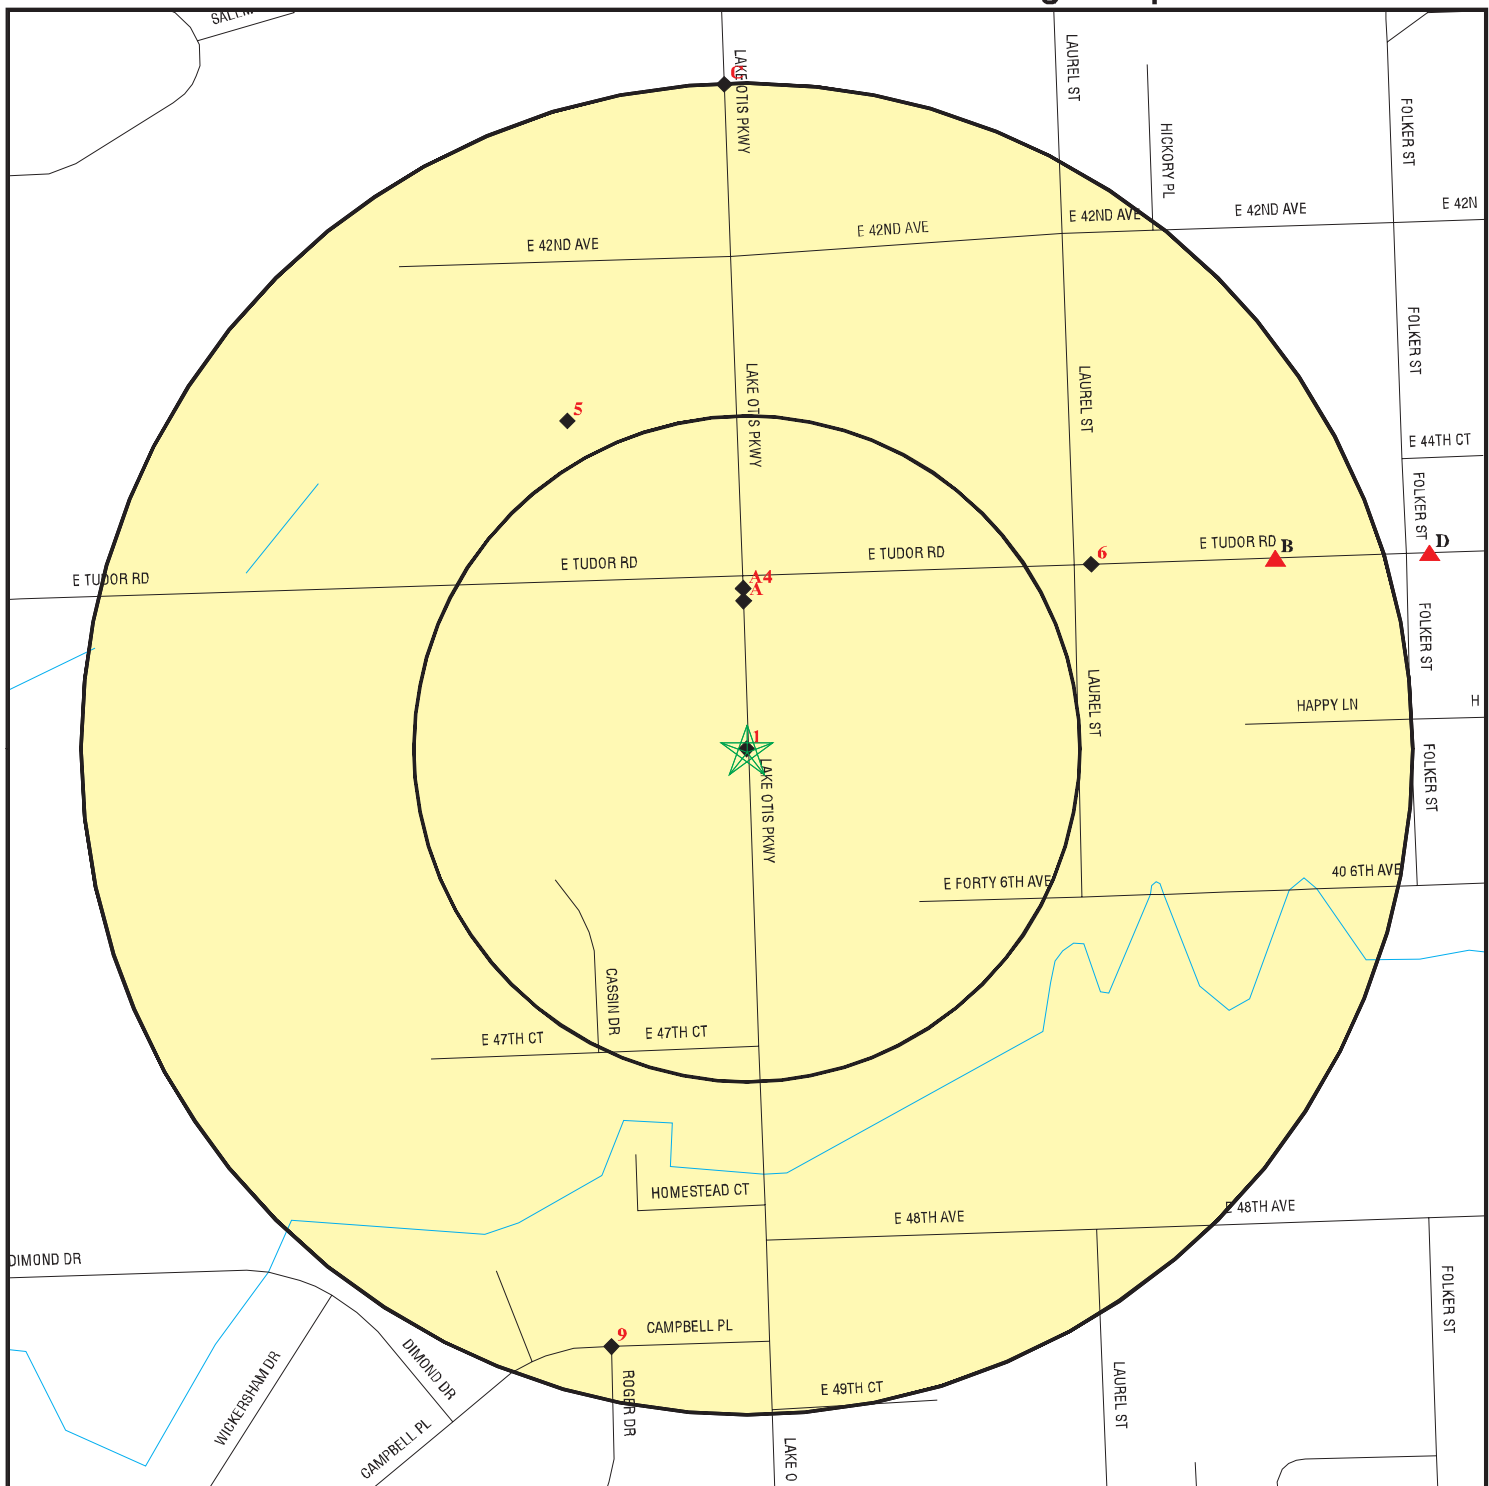 LAKE OTIS PKWY
LAUREL ST
C
FOLKER ST
HICKORY PL
E 42ND AVE
E 42ND AVE
E 42ND AVE
E 42ND AVE
E 42N
FOLKER ST
LAKE OTIS PKWY
LAUREL ST
5
E 44TH CT
FOLKER ST
E TUDOR RD
E TUDOR RD
E TUDOR RD
E TUDOR RD
6
B
D
A4
A
FOLKER ST
LAUREL ST
HAPPY LN
H
1
LAKE OTIS PKWY
FOLKER ST
E FORTY 6TH AVE
40 6TH AVE
CASSIN DR
E 47TH CT
E 47TH CT
HOMESTEAD CT
E 48TH AVE
E 48TH AVE
DIMOND DR
FOLKER ST
9
CAMPBELL PL
DIMOND DR
WICKERSHAM DR
ROGER DR
E 49TH CT
LAUREL ST
CAMPBELL PL
LAKE O